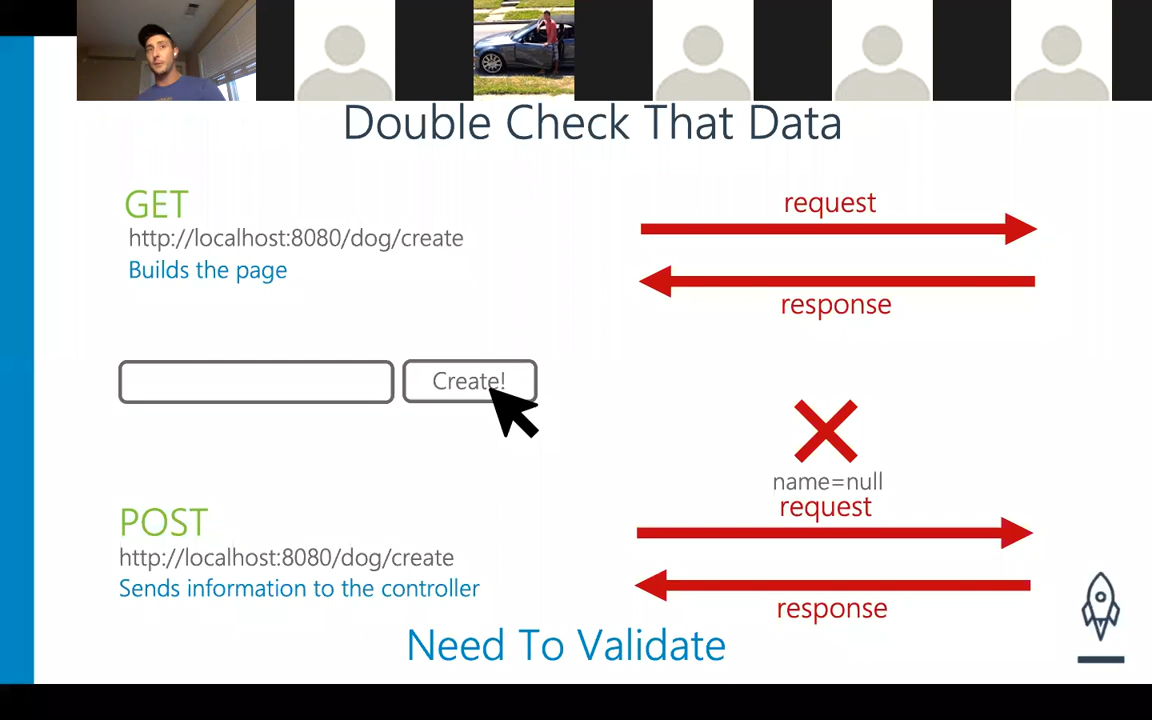 Double Check That Data
GET
http://localhost:8080/dog/create
Builds the page
request
response
Create!
name=null
request
POST
http://localhost:8080/dog/create
Sends information to the controller
response
Need To Validate